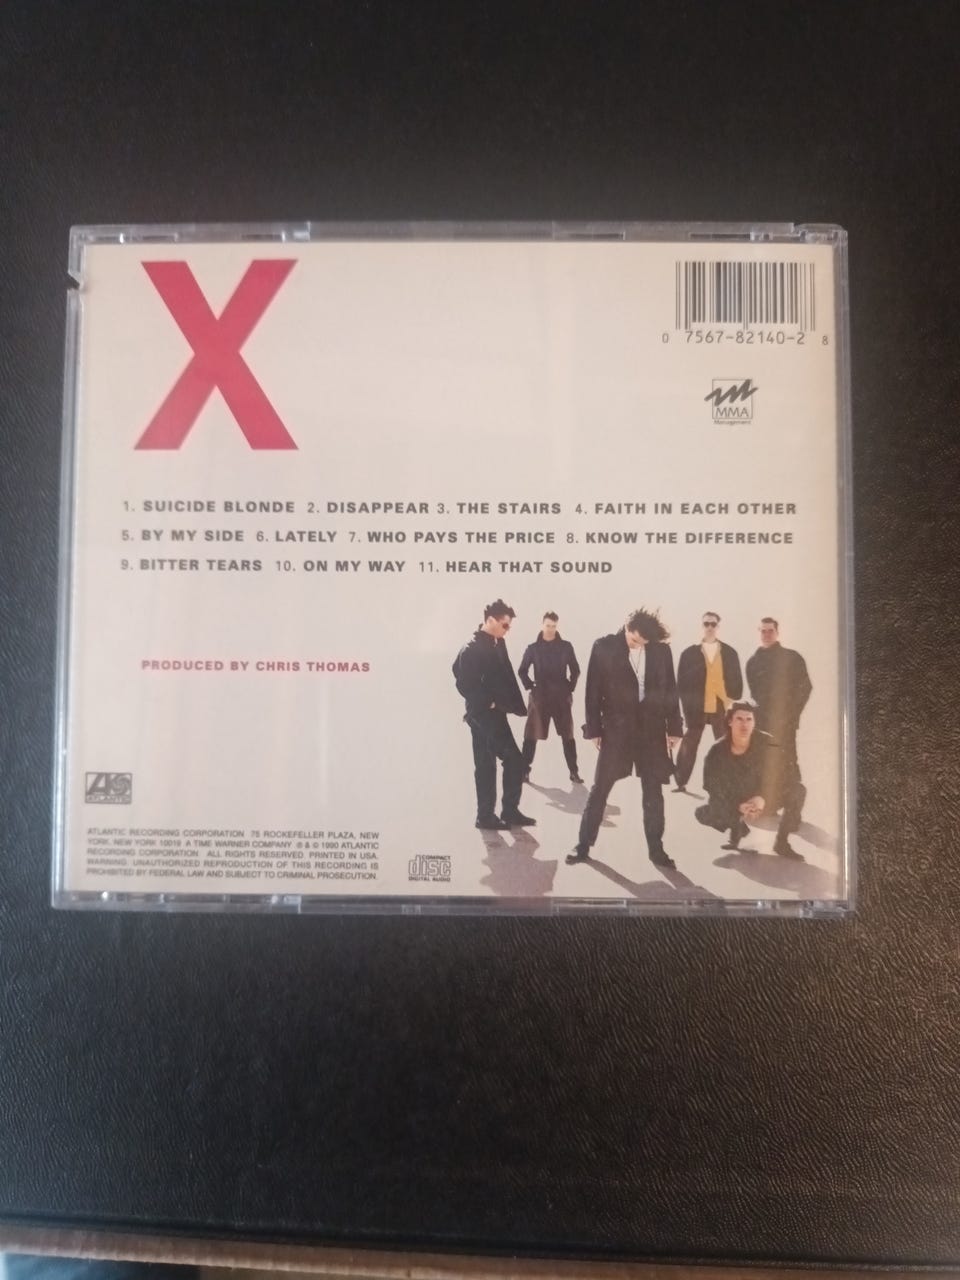 X
0 7567-82140-2 8
MMA
Management
1. SUICIDE BLONDE 2. DISAPPEAR 3. THE STAIRS 4. FAITH IN EACH OTHER
5. BY MY SIDE 6. LATELY 7. WHO PAYS THE PRICE 8. KNOW THE DIFFERENCE
9. BITTER TEARS 10. ON MY WAY 11. HEAR THAT SOUND
PRODUCED BY CHRIS THOMAS
ATLANTIC
ATLANTIC RECORDING CORPORATION 75 ROCKEFELLER PLAZA, NEW
YORK, NEW YORK 10019 A TIME WARNER COMPANY ℗ & © 1990 ATLANTIC
RECORDING CORPORATION ALL RIGHTS RESERVED. PRINTED IN USA.
WARNING: UNAUTHORIZED REPRODUCTION OF THIS RECORDING IS
PROHIBITED BY FEDERAL LAW AND SUBJECT TO CRIMINAL PROSECUTION.
COMPACT
disc
DIGITAL AUDIO